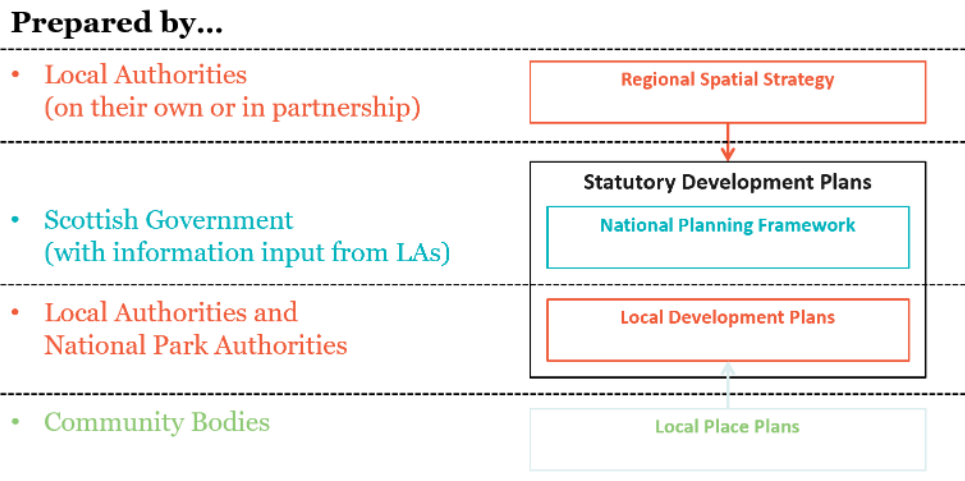 Prepared by...
• Local Authorities
(on their own or in partnership)
Regional Spatial Strategy
Statutory Development Plans
• Scottish Government
(with information input from LAs)
National Planning Framework
• Local Authorities and
National Park Authorities
Local Development Plans
• Community Bodies
Local Place Plans